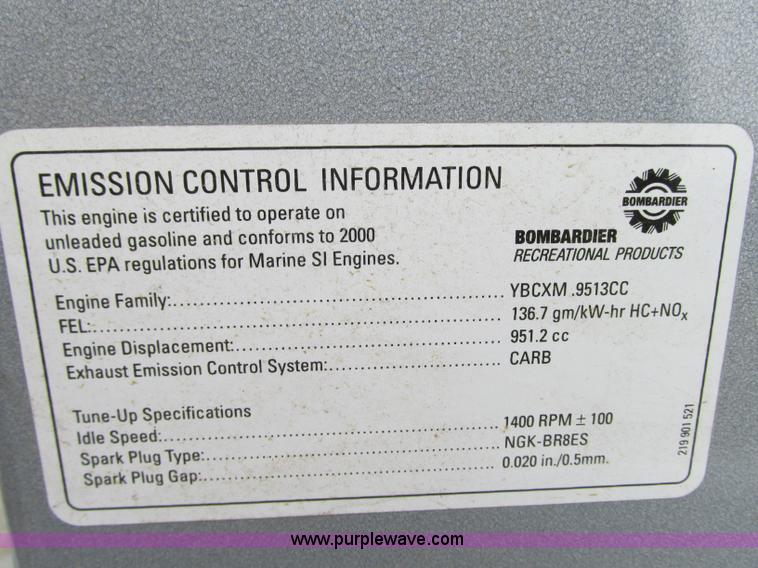 EMISSION CONTROL INFORMATION
This engine is certified to operate on
unleaded gasoline and conforms to 2000
U.S. EPA regulations for Marine SI Engines.
BOMBARDIER
BOMBARDIER
RECREATIONAL PRODUCTS
Engine Family:........ YBCXM .9513CC
FEL:........ 136.7 gm/kW-hr HC+NOx
Engine Displacement:........ 951.2 cc
Exhaust Emission Control System:........ CARB
Tune-Up Specifications
Idle Speed:........ 1400 RPM ± 100
Spark Plug Type:........ NGK-BR8ES
Spark Plug Gap:........ 0.020 in./0.5mm.
219 901 521
www.purplewave.com